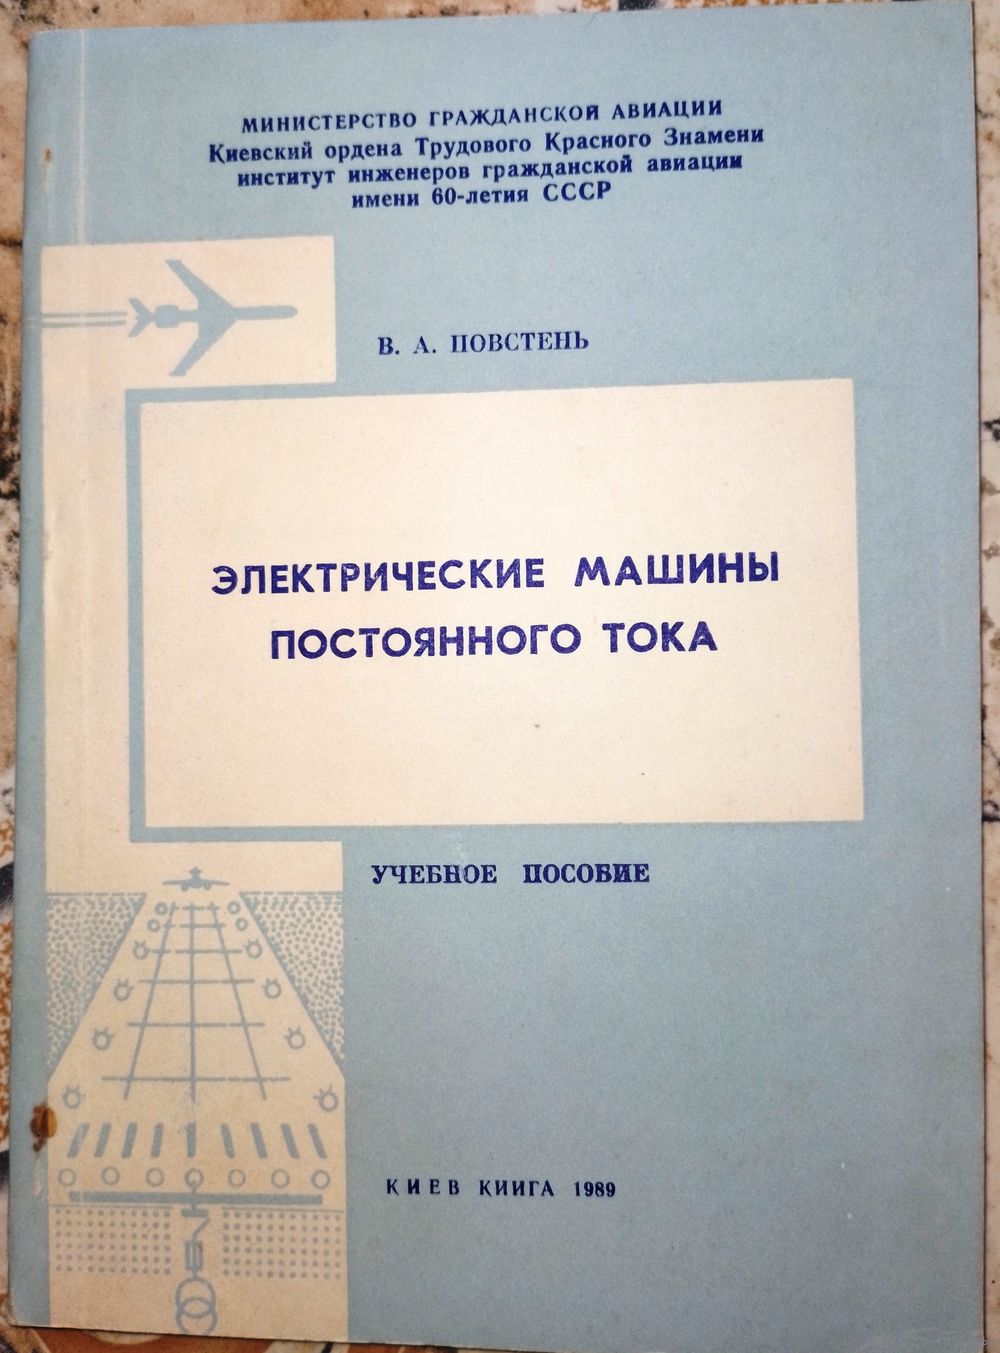 МИНИСТЕРСТВО ГРАЖДАНСКОЙ АВИАЦИИ
Киевский ордена Трудового Красного Знамени
институт инженеров гражданской авиации
имени 60-летия СССР
В. А. ПОВСТЕНЬ
ЭЛЕКТРИЧЕСКИЕ МАШИНЫ
ПОСТОЯННОГО ТОКА
УЧЕБНОЕ ПОСОБИЕ
КИЕВ КИИГА 1989